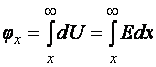 φₓ = ∫ₓ^∞ dU = ∫ₓ^∞ Edx